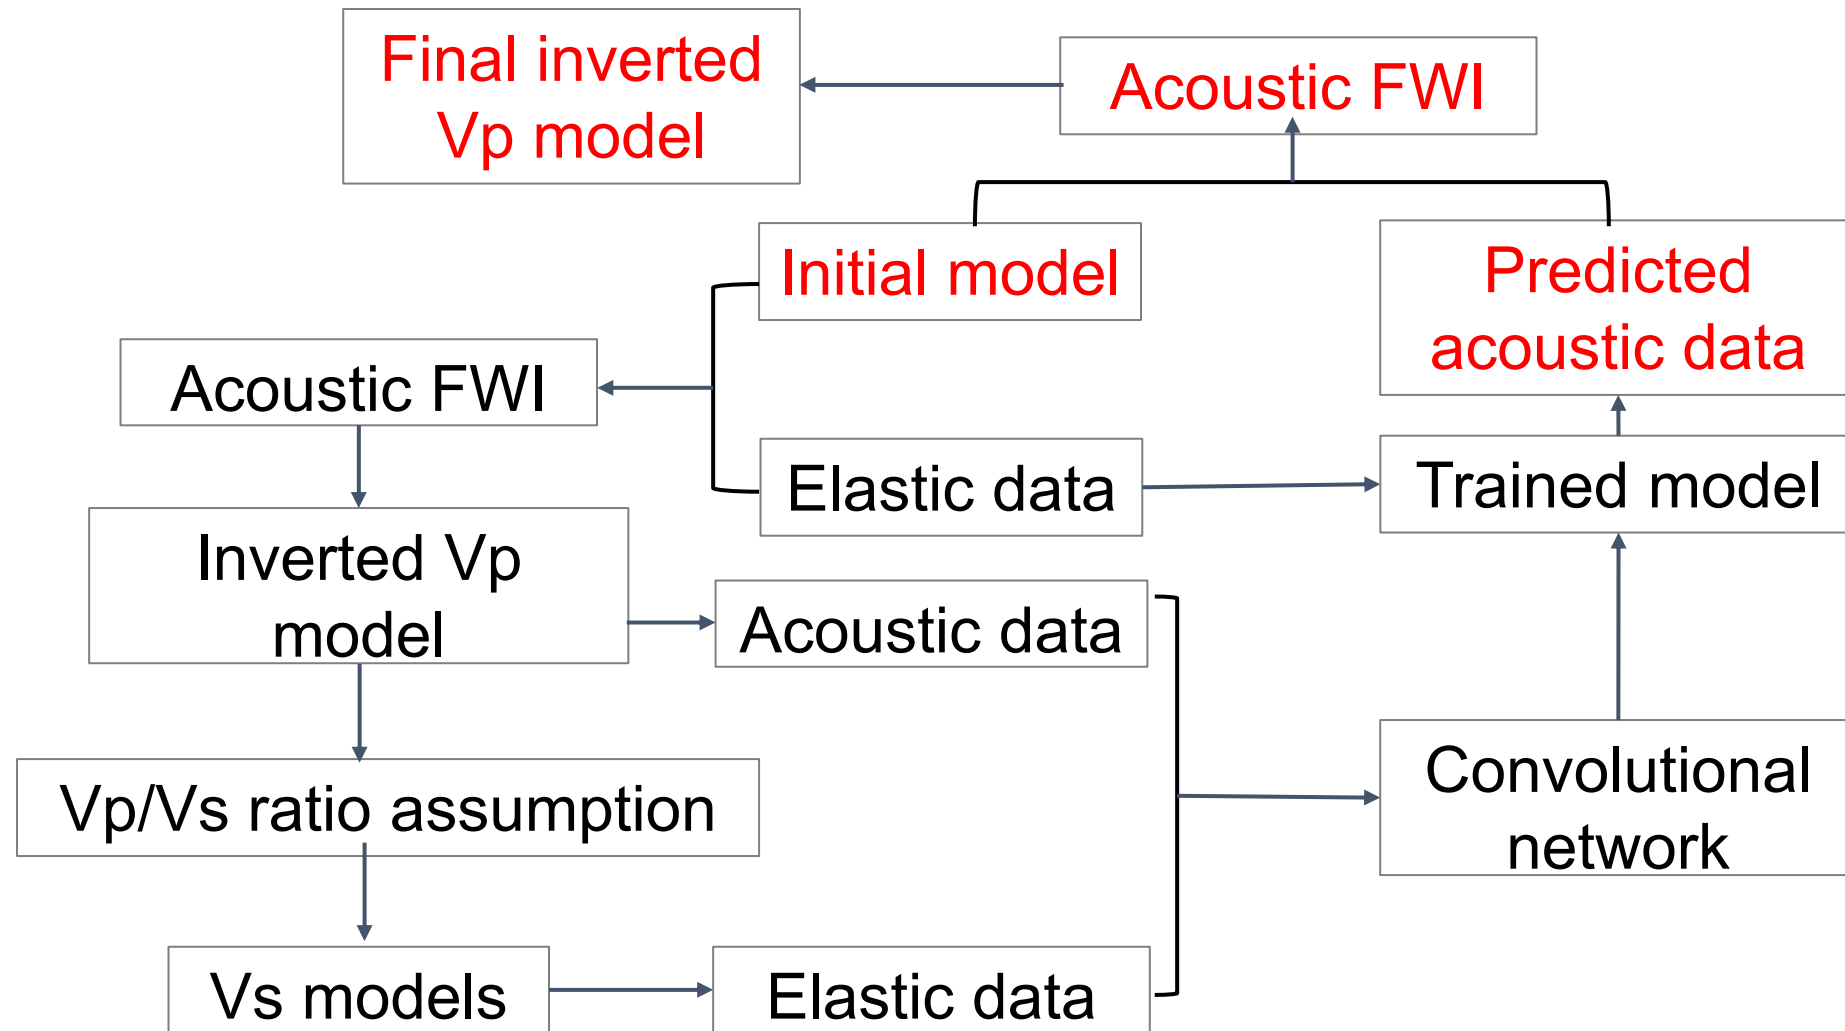 Final inverted
Vp model
Acoustic FWI
Initial model
Predicted
acoustic data
Acoustic FWI
Elastic data
Trained model
Inverted Vp
model
Acoustic data
Vp/Vs ratio assumption
Convolutional
network
Vs models
Elastic data